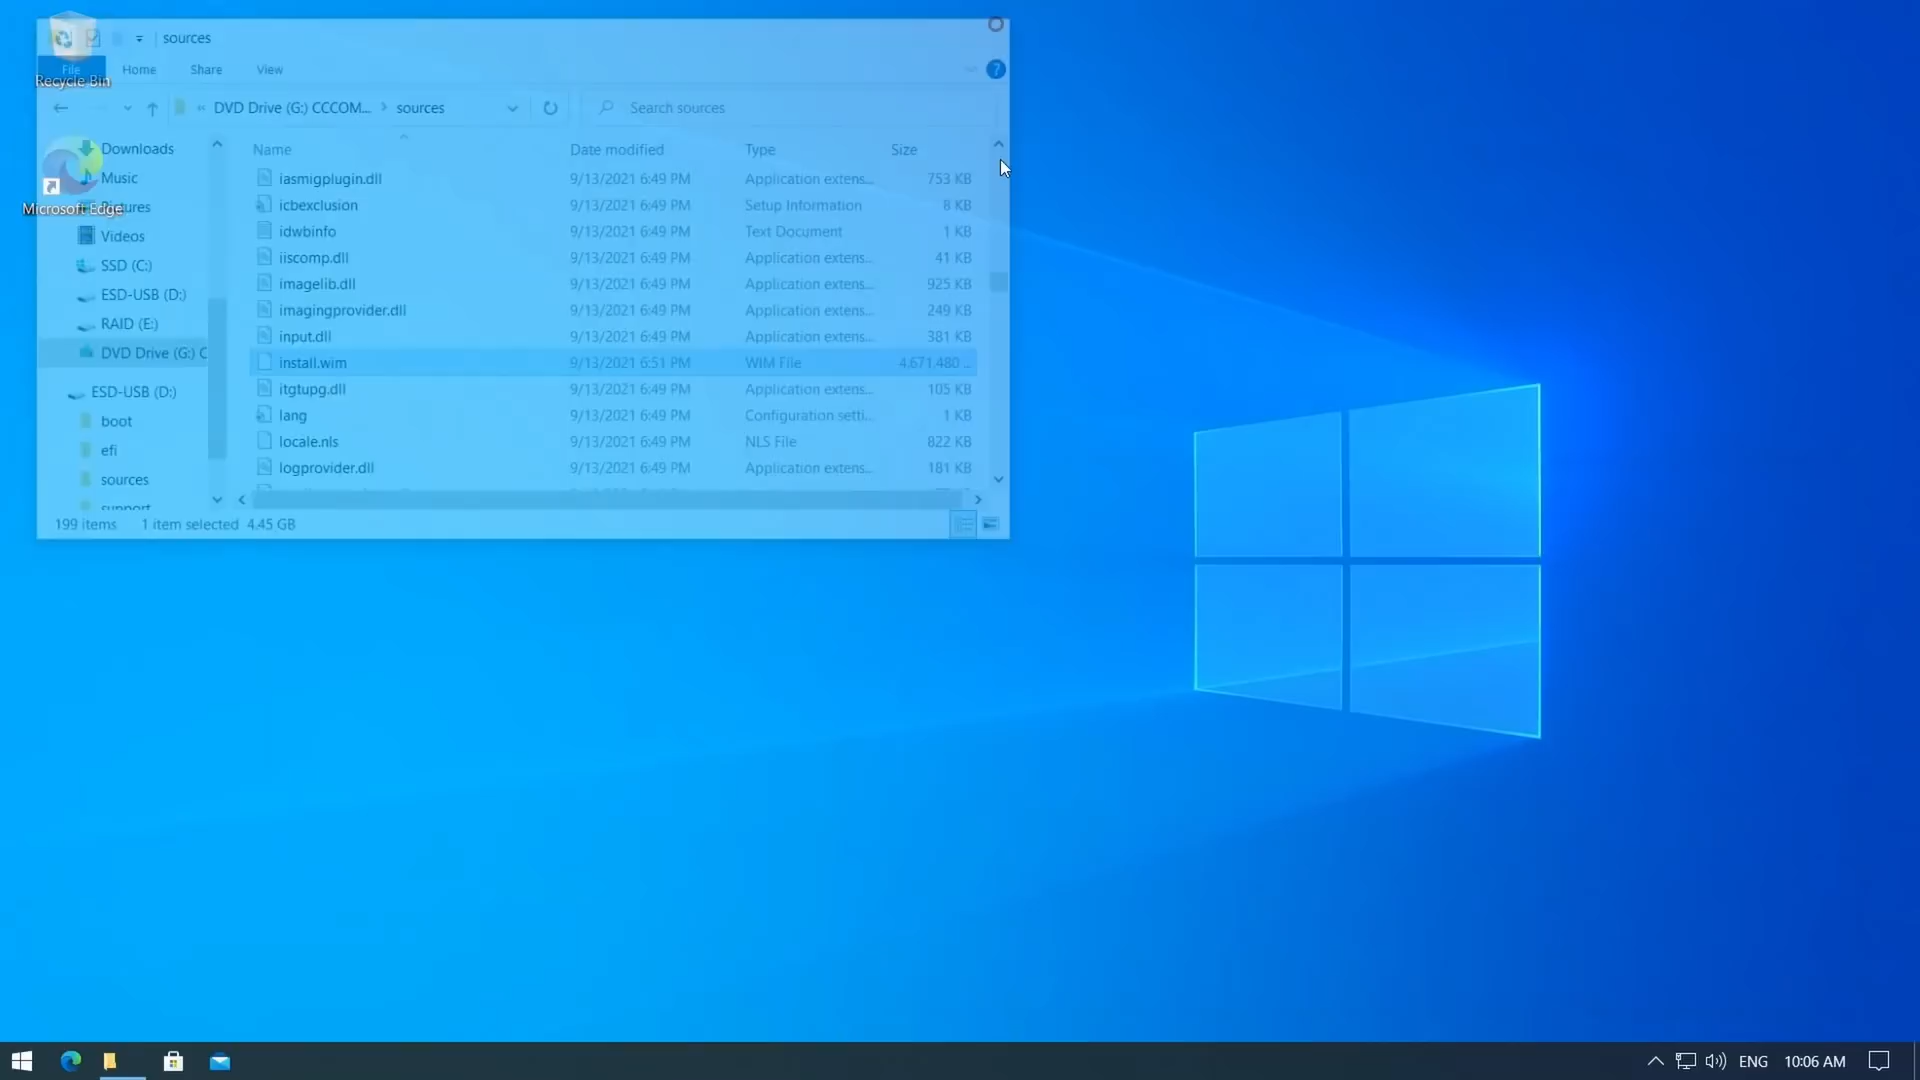 sources
File Home Share View
Recycle Bin
DVD Drive (G:) CCCOM... sources Search sources
Name Date modified Type Size
Downloads
Music
Pictures
Microsoft Edge
Videos
SSD (C:)
ESD-USB (D:)
RAID (E:)
DVD Drive (G:) C
ESD-USB (D:)
boot
efi
sources
support
iasmigplugin.dll 9/13/2021 6:49 PM Application extens... 753 KB
icbexclusion 9/13/2021 6:49 PM Setup Information 8 KB
idwbinfo 9/13/2021 6:49 PM Text Document 1 KB
iiscomp.dll 9/13/2021 6:49 PM Application extens... 41 KB
imagelib.dll 9/13/2021 6:49 PM Application extens... 925 KB
imagingprovider.dll 9/13/2021 6:49 PM Application extens... 249 KB
input.dll 9/13/2021 6:49 PM Application extens... 381 KB
install.wim 9/13/2021 6:51 PM WIM File 4,671,480 ...
itgtupg.dll 9/13/2021 6:49 PM Application extens... 105 KB
lang 9/13/2021 6:49 PM Configuration setti... 1 KB
locale.nls 9/13/2021 6:49 PM NLS File 822 KB
logprovider.dll 9/13/2021 6:49 PM Application extens... 181 KB
199 items 1 item selected 4.45 GB
ENG 10:06 AM